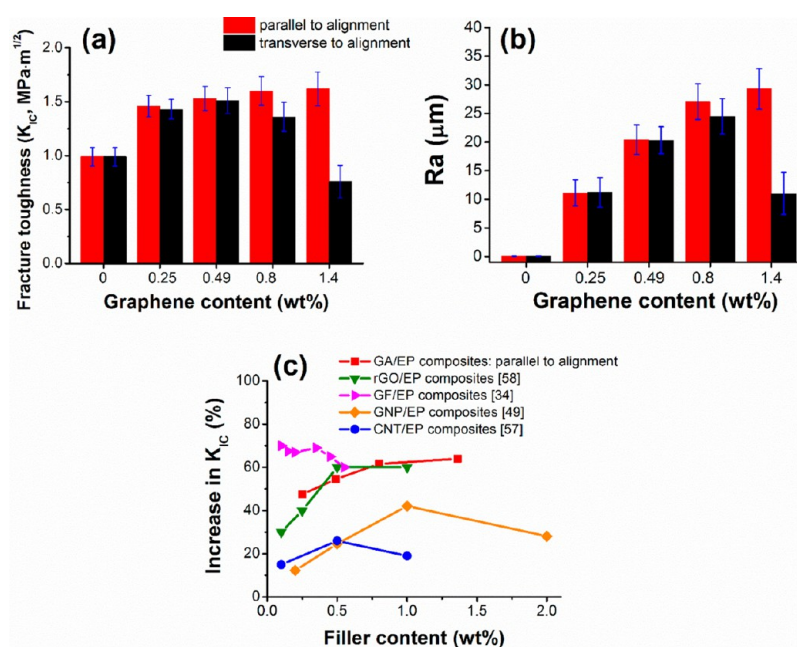 parallel to alignment
transverse to alignment
(a)
Fracture toughness (K_IC, MPa·m^1/2)
2.0
1.5
1.0
0.5
0.0
0 0.25 0.49 0.8 1.4
Graphene content (wt%)
(b)
Ra (μm)
40
35
30
25
20
10
0
0 0.25 0.49 0.8 1.4
Graphene content (wt%)
(c)
GA/EP composites: parallel to alignment
rGO/EP composites [58]
GF/EP composites [34]
GNP/EP composites [49]
CNT/EP composites [57]
Increase in K_IC (%)
100
80
60
40
20
0
0.0 0.5 1.0 1.5 2.0
Filler content (wt%)